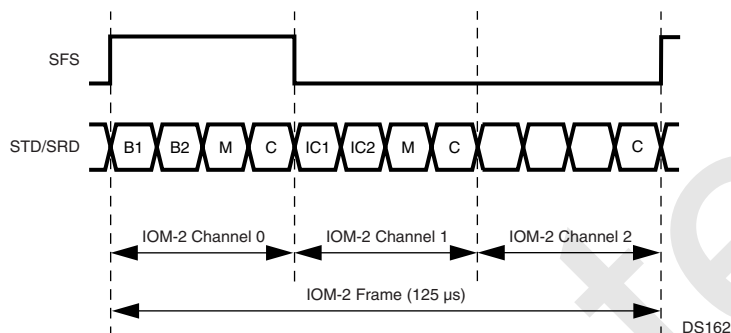 SFS
STD/SRD B1 B2 M C IC1 IC2 M C C
IOM-2 Channel 0 IOM-2 Channel 1 IOM-2 Channel 2
IOM-2 Frame (125 µs)
DS162
te